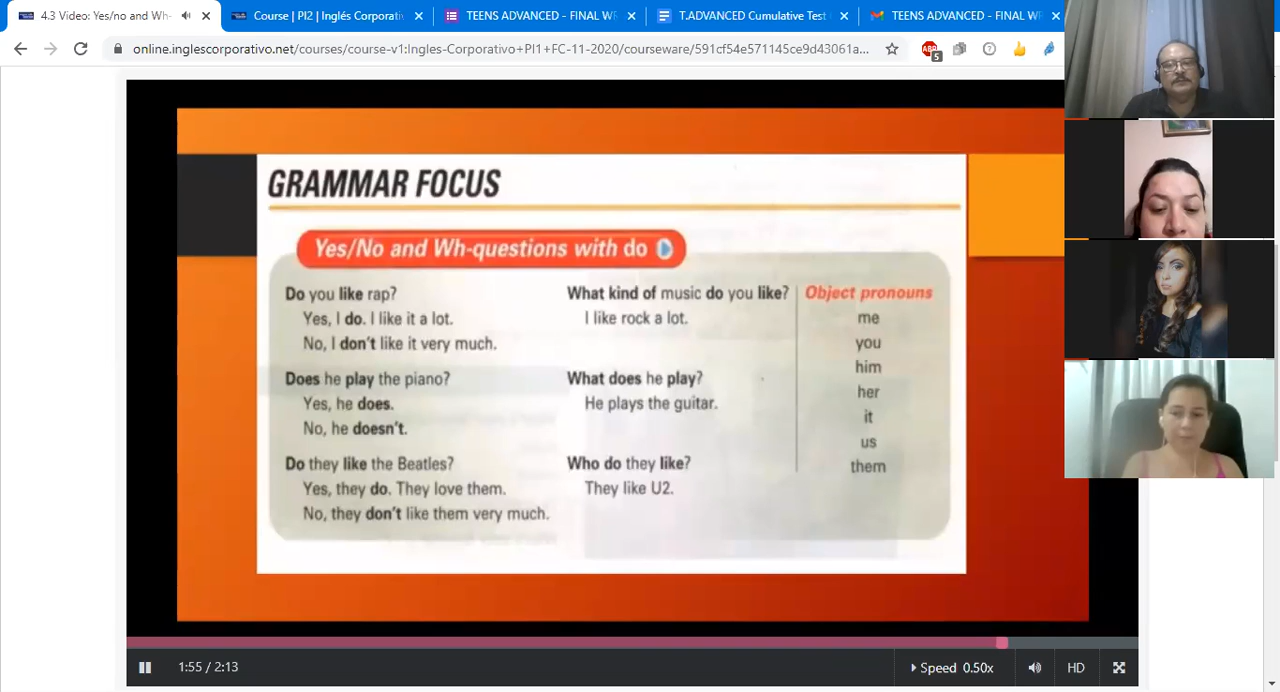 4.3 Video: Yes/no and Wh-
Course | PI2 | Inglés Corporati
TEENS ADVANCED - FINAL WR
T.ADVANCED Cumulative Test
TEENS ADVANCED - FINAL WR
online.inglescorporativo.net/courses/course-v1:Ingles-Corporativo+PI1+FC-11-2020/courseware/591cf54e571145ce9d43061a...
ABP
5
GRAMMAR FOCUS
Yes/No and Wh-questions with do
Do you like rap?
Yes, I do. I like it a lot.
No, I don't like it very much.
Does he play the piano?
Yes, he does.
No, he doesn't.
Do they like the Beatles?
Yes, they do. They love them.
No, they don't like them very much.
What kind of music do you like?
I like rock a lot.
What does he play?
He plays the guitar.
Who do they like?
They like U2.
Object pronouns
me
you
him
her
it
us
them
1:55 / 2:13
Speed 0.50x
HD